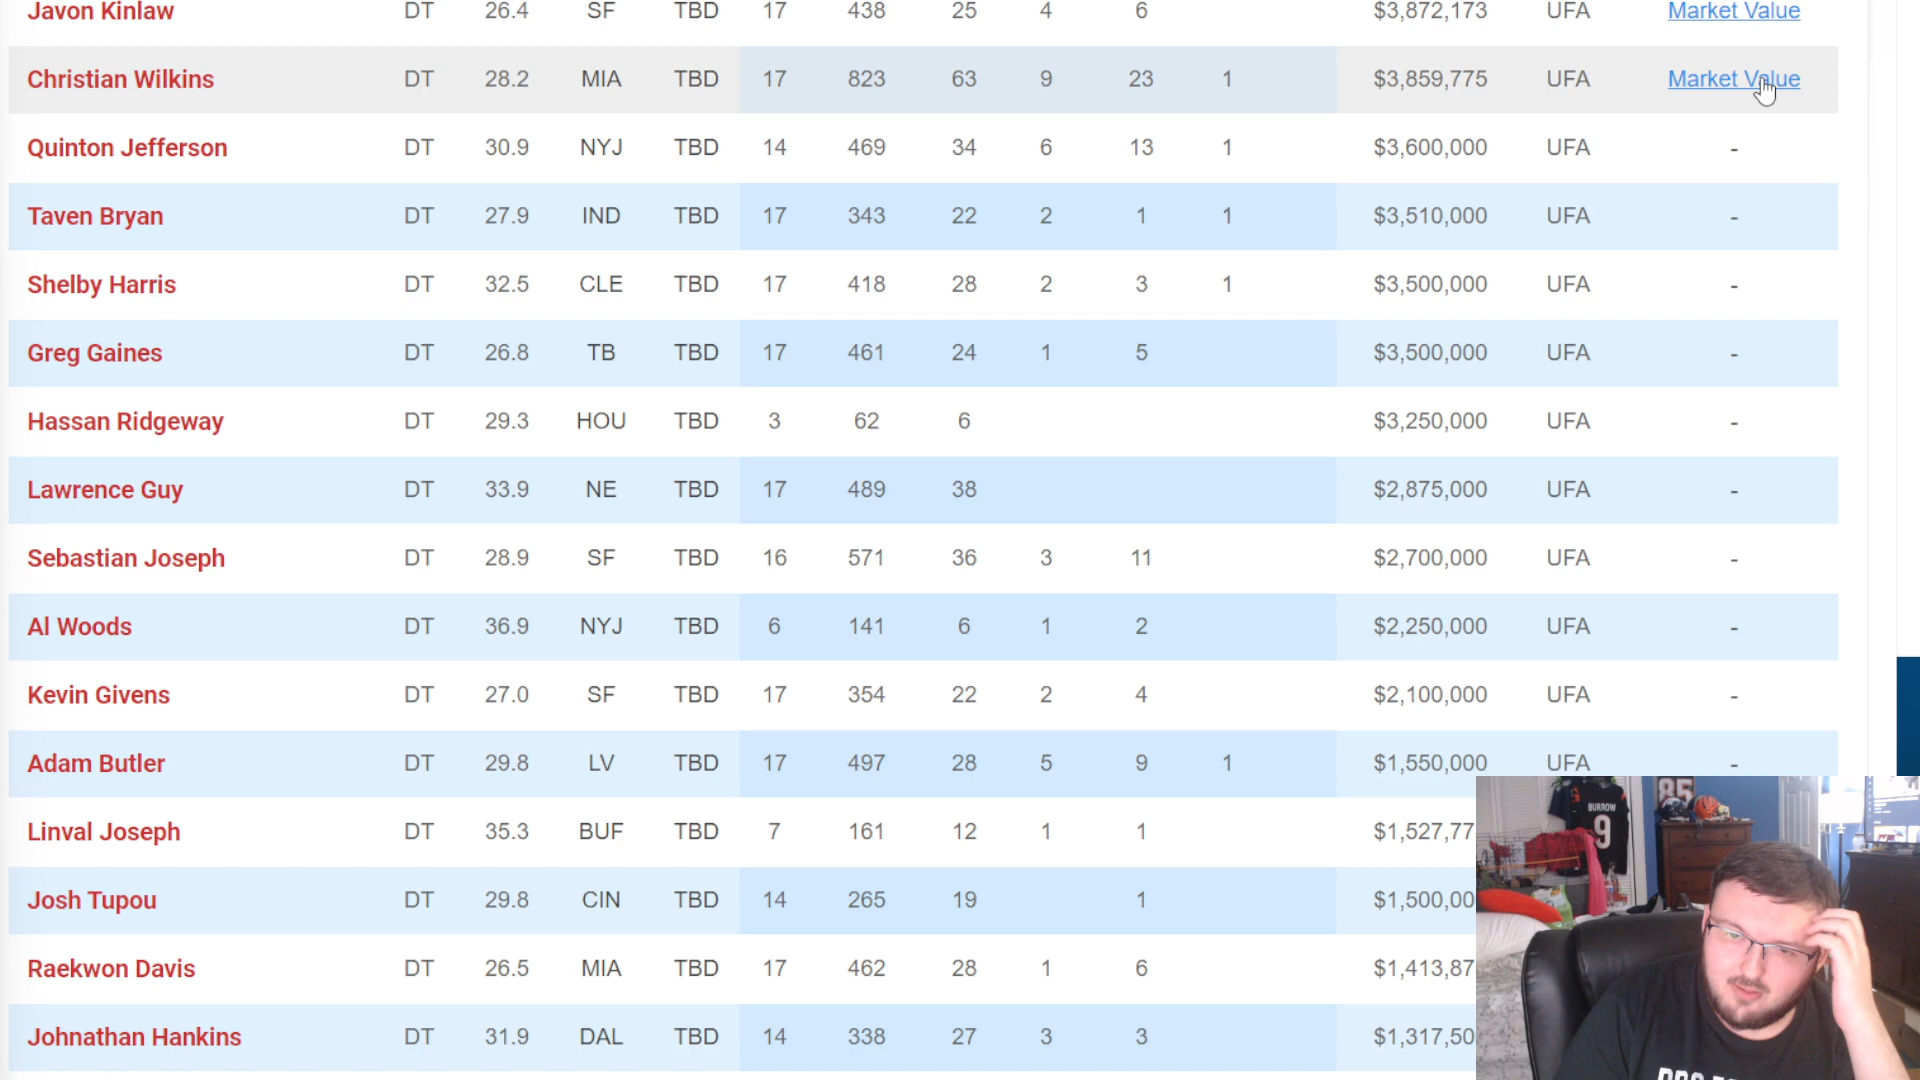 Javon Kinlaw DT 26.4 SF TBD 17 438 25 4 6 $3,872,173 UFA Market Value
Christian Wilkins DT 28.2 MIA TBD 17 823 63 9 23 1 $3,859,775 UFA Market Value
Quinton Jefferson DT 30.9 NYJ TBD 14 469 34 6 13 1 $3,600,000 UFA -
Taven Bryan DT 27.9 IND TBD 17 343 22 2 1 1 $3,510,000 UFA -
Shelby Harris DT 32.5 CLE TBD 17 418 28 2 3 1 $3,500,000 UFA -
Greg Gaines DT 26.8 TB TBD 17 461 24 1 5 $3,500,000 UFA -
Hassan Ridgeway DT 29.3 HOU TBD 3 62 6 $3,250,000 UFA -
Lawrence Guy DT 33.9 NE TBD 17 489 38 $2,875,000 UFA -
Sebastian Joseph DT 28.9 SF TBD 16 571 36 3 11 $2,700,000 UFA -
Al Woods DT 36.9 NYJ TBD 6 141 6 1 2 $2,250,000 UFA -
Kevin Givens DT 27.0 SF TBD 17 354 22 2 4 $2,100,000 UFA -
Adam Butler DT 29.8 LV TBD 17 497 28 5 9 1 $1,550,000 UFA -
Linval Joseph DT 35.3 BUF TBD 7 161 12 1 1 $1,527,77
Josh Tupou DT 29.8 CIN TBD 14 265 19 1 $1,500,00
Raekwon Davis DT 26.5 MIA TBD 17 462 28 1 6 $1,413,87
Johnathan Hankins DT 31.9 DAL TBD 14 338 27 3 3 $1,317,50
85
BURROW
9